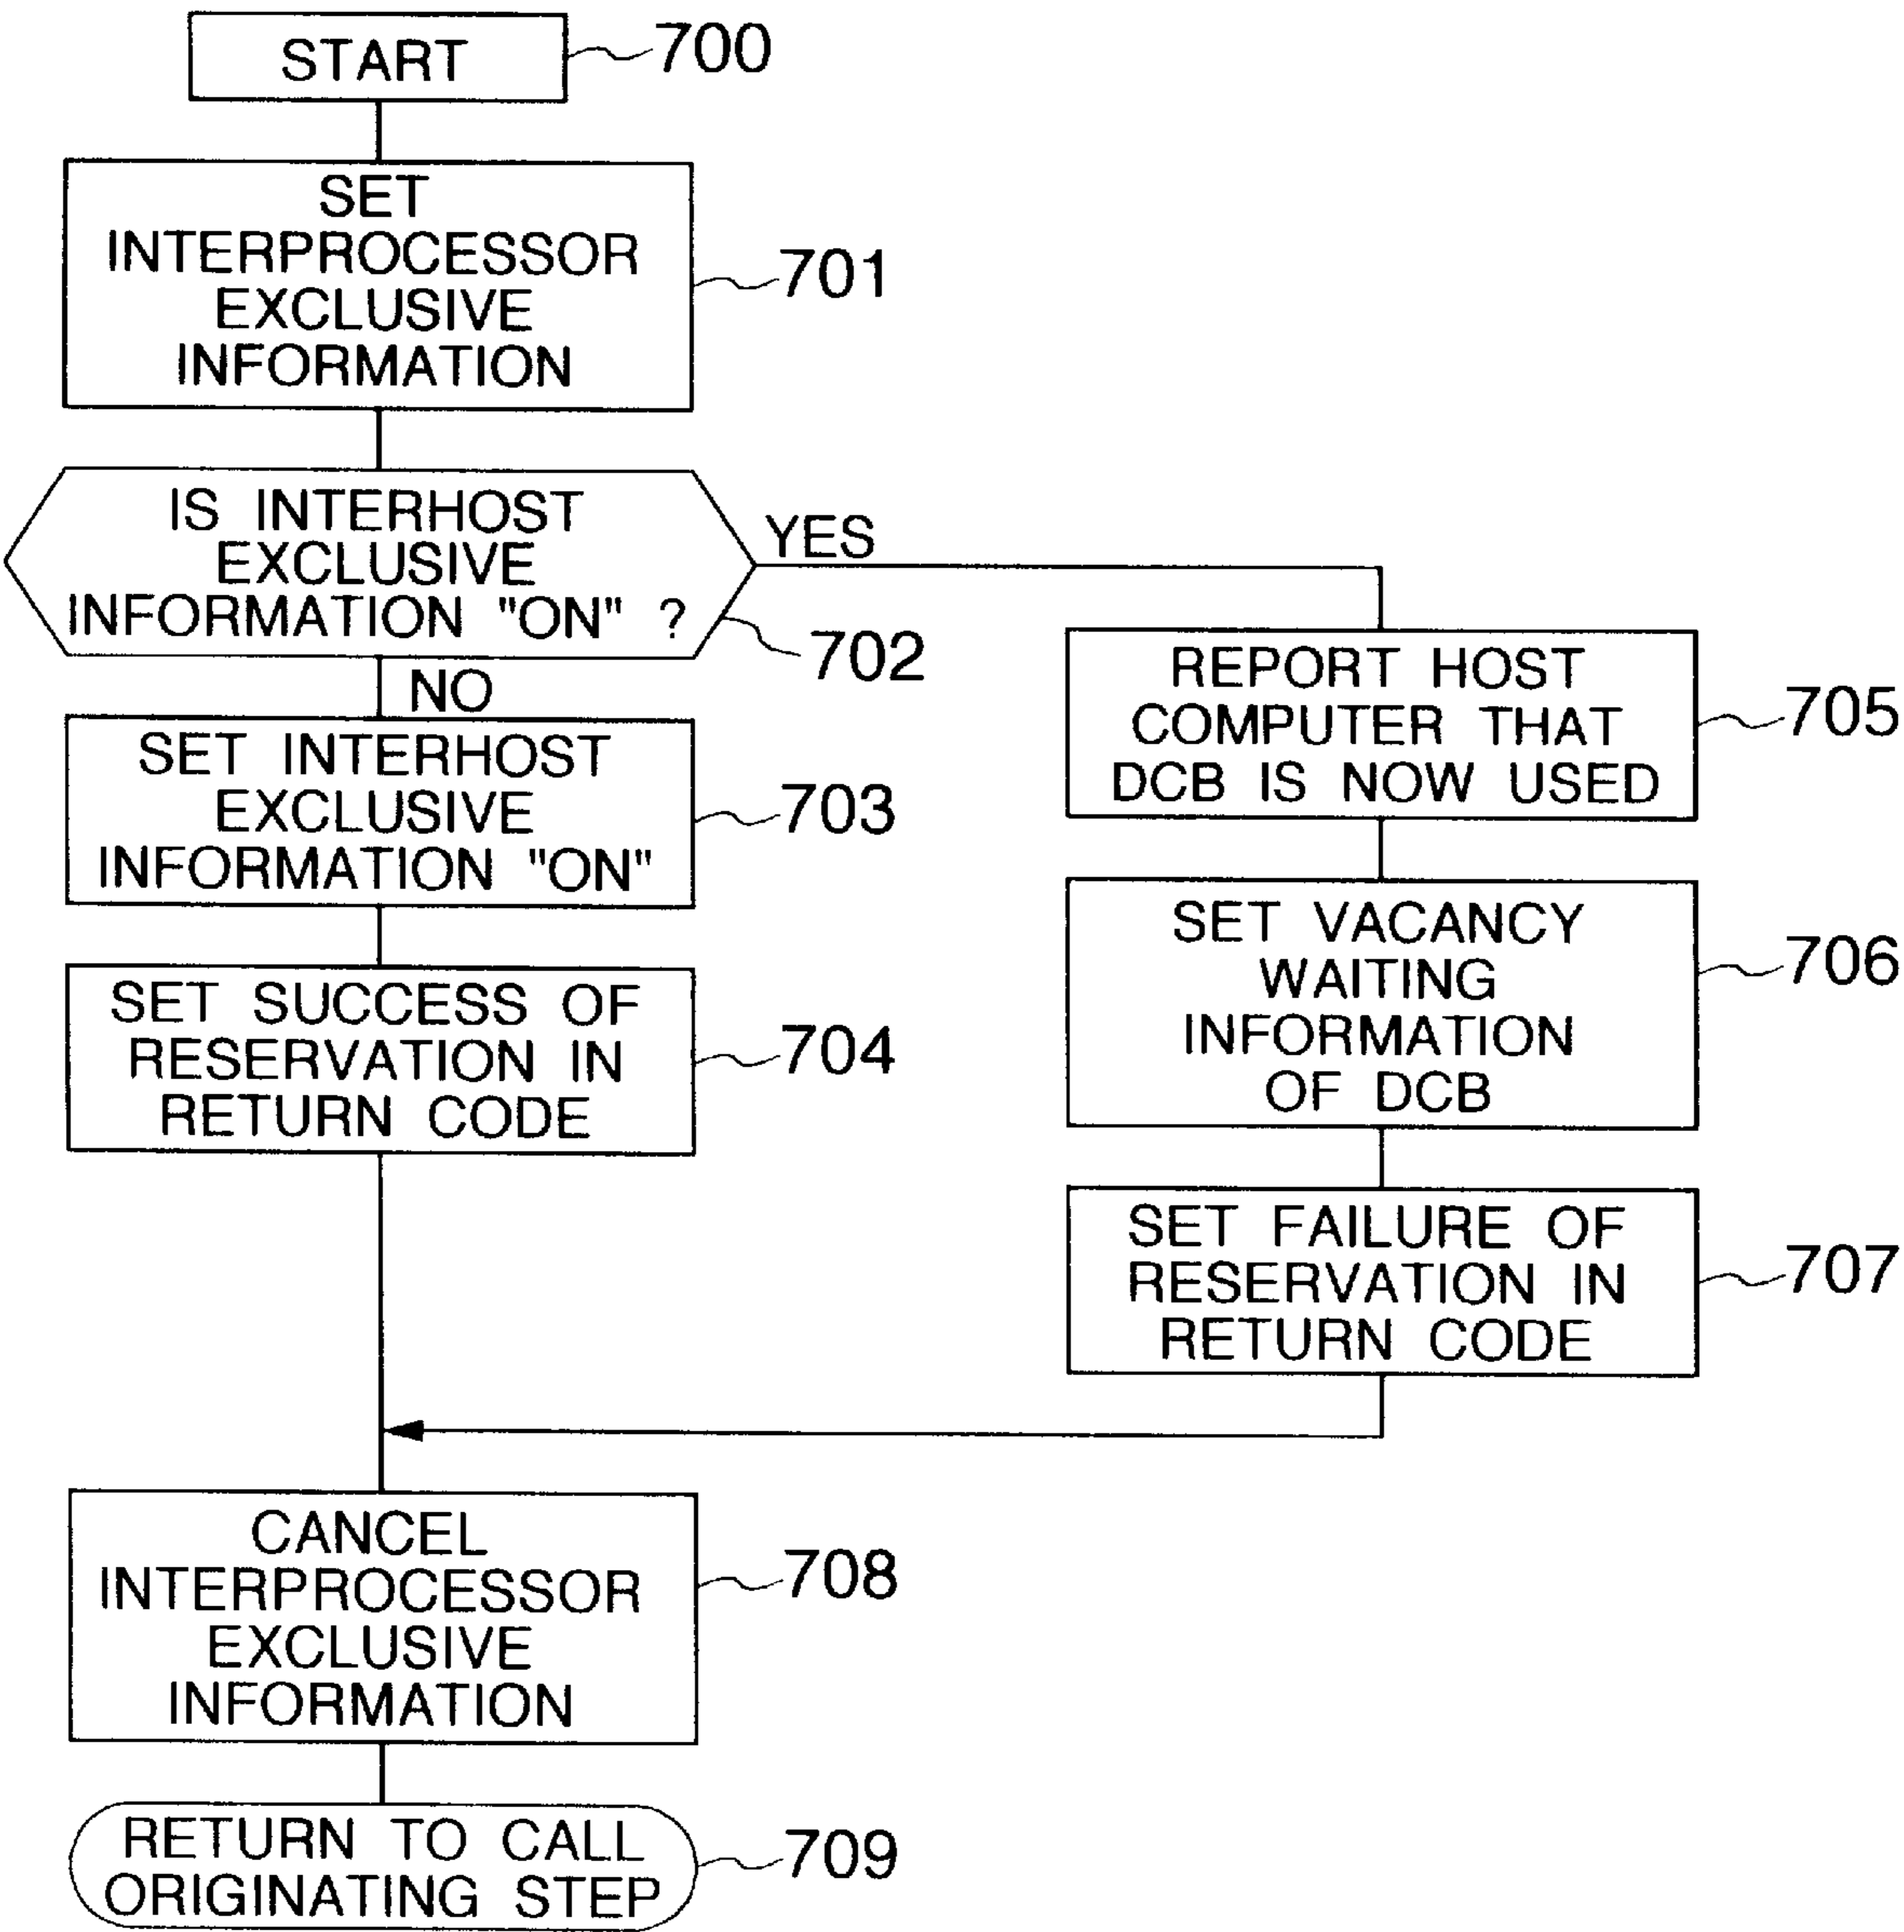 START
700
SET
INTERPROCESSOR
EXCLUSIVE
INFORMATION
701
IS INTERHOST
EXCLUSIVE
INFORMATION "ON" ?
702
YES
NO
SET INTERHOST
EXCLUSIVE
INFORMATION "ON"
703
SET SUCCESS OF
RESERVATION IN
RETURN CODE
704
REPORT HOST
COMPUTER THAT
DCB IS NOW USED
705
SET VACANCY
WAITING
INFORMATION
OF DCB
706
SET FAILURE OF
RESERVATION IN
RETURN CODE
707
CANCEL
INTERPROCESSOR
EXCLUSIVE
INFORMATION
708
RETURN TO CALL
ORIGINATING STEP
709